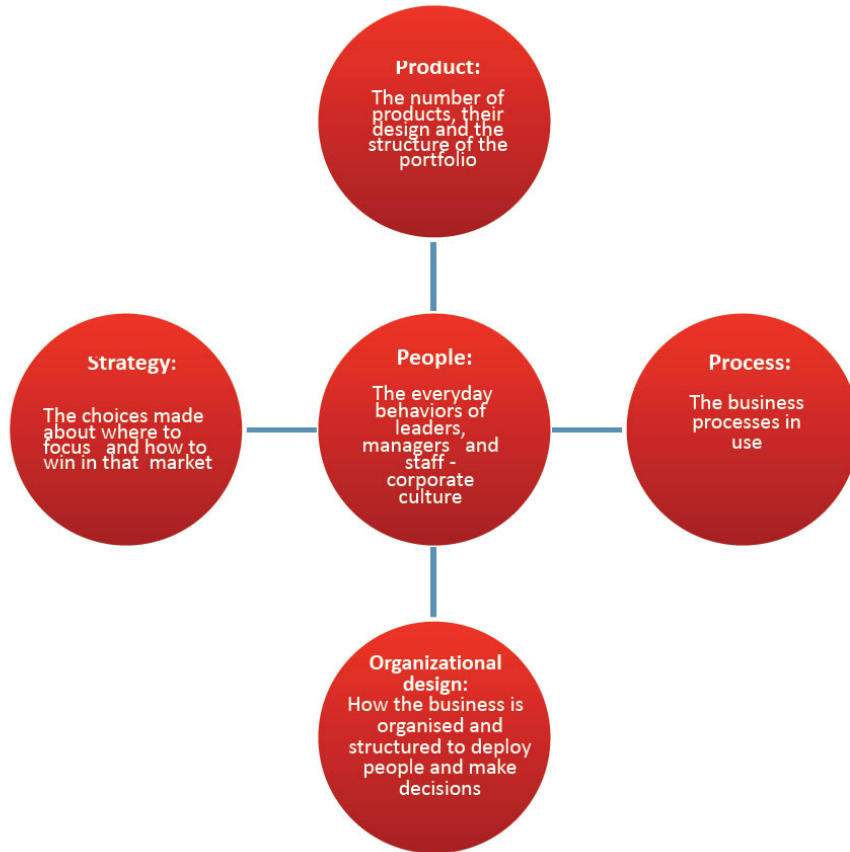 Product:
The number of
products, their
design and the
structure of the
portfolio
Strategy:
The choices made
about where to
focus and how to
win in that market
People:
The everyday
behaviors of
leaders,
managers and
staff -
corporate
culture
Process:
The business
processes in
use
Organizational
design:
How the business is
organised and
structured to deploy
people and make
decisions